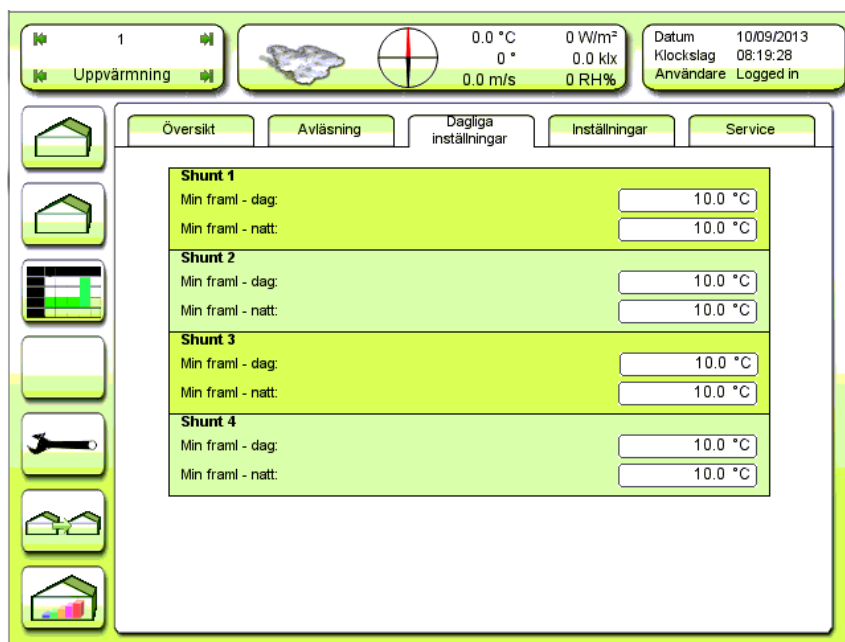 1
Uppvärmning
0.0 °C 0 W/m²
0 ° 0.0 klx
0.0 m/s 0 RH%
Datum 10/09/2013
Klockslag 08:19:28
Användare Logged in
Översikt
Avläsning
Dagliga
inställningar
Inställningar
Service
Shunt 1
Min framl - dag: 10.0 °C
Min framl - natt: 10.0 °C
Shunt 2
Min framl - dag: 10.0 °C
Min framl - natt: 10.0 °C
Shunt 3
Min framl - dag: 10.0 °C
Min framl - natt: 10.0 °C
Shunt 4
Min framl - dag: 10.0 °C
Min framl - natt: 10.0 °C